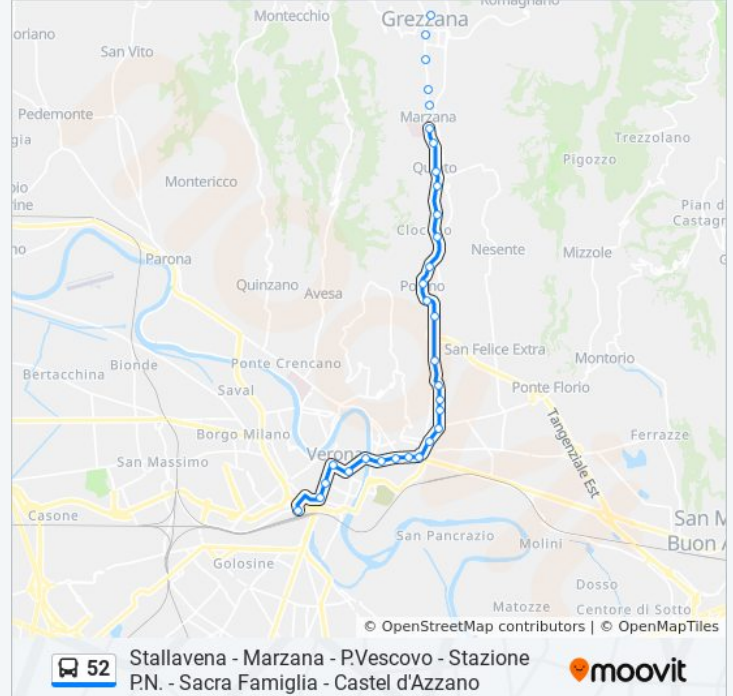 Montecchio
Romagnano
Grezzana
San Vito
Marzana
Pedemonte
Trezzolano
Pigozzo
Montericco
Nesente
Mizzole
Parona
Quinzano
Avesa
San Felice Extra
Montorio
Ponte Crencano
Bionde
Bertacchina
Saval
Ponte Florio
Tangenziale Est
Borgo Milano
Ferrazze
Verona
San Massimo
Casone
San Pancrazio
Molini
Golosine
Dosso
Matozze
Centore di Sotto
© OpenStreetMap contributors | © OpenMapTiles
52
Stallavena - Marzana - P.Vescovo - Stazione
P.N. - Sacra Famiglia - Castel d'Azzano
moovit